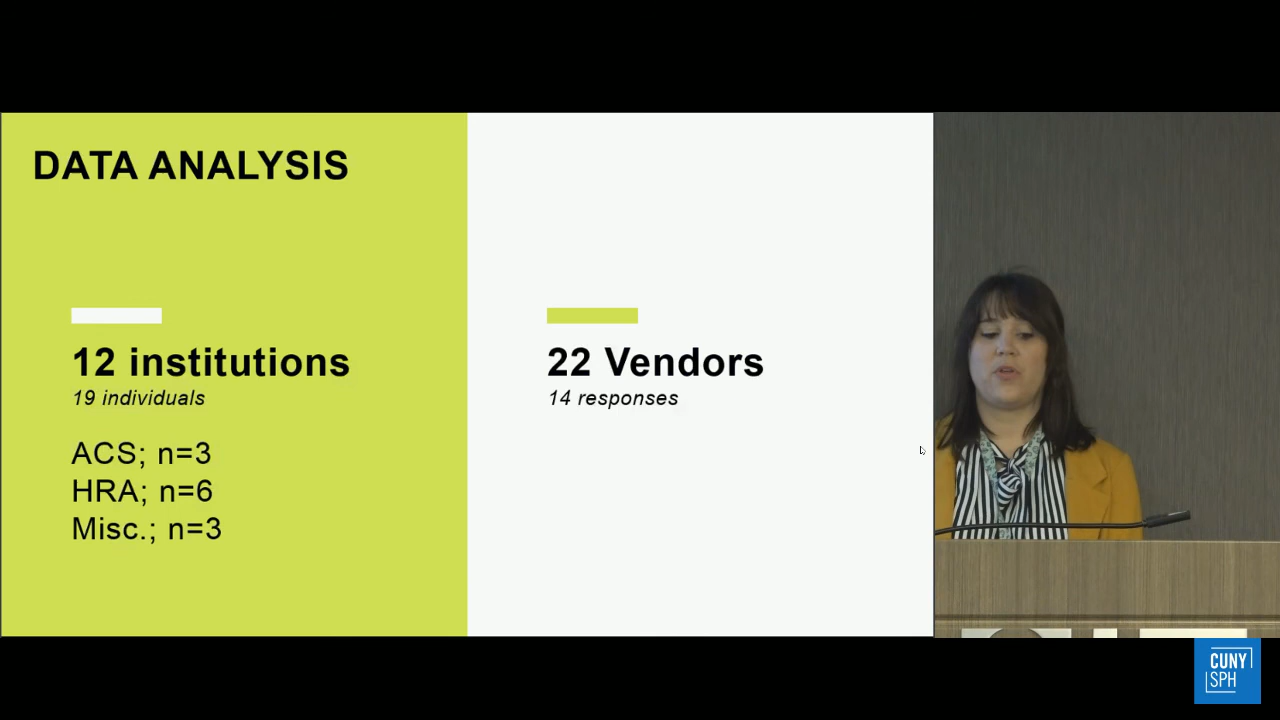 DATA ANALYSIS
12 institutions
19 individuals
ACS; n=3
HRA; n=6
Misc.; n=3
22 Vendors
14 responses
CUNY
SPH